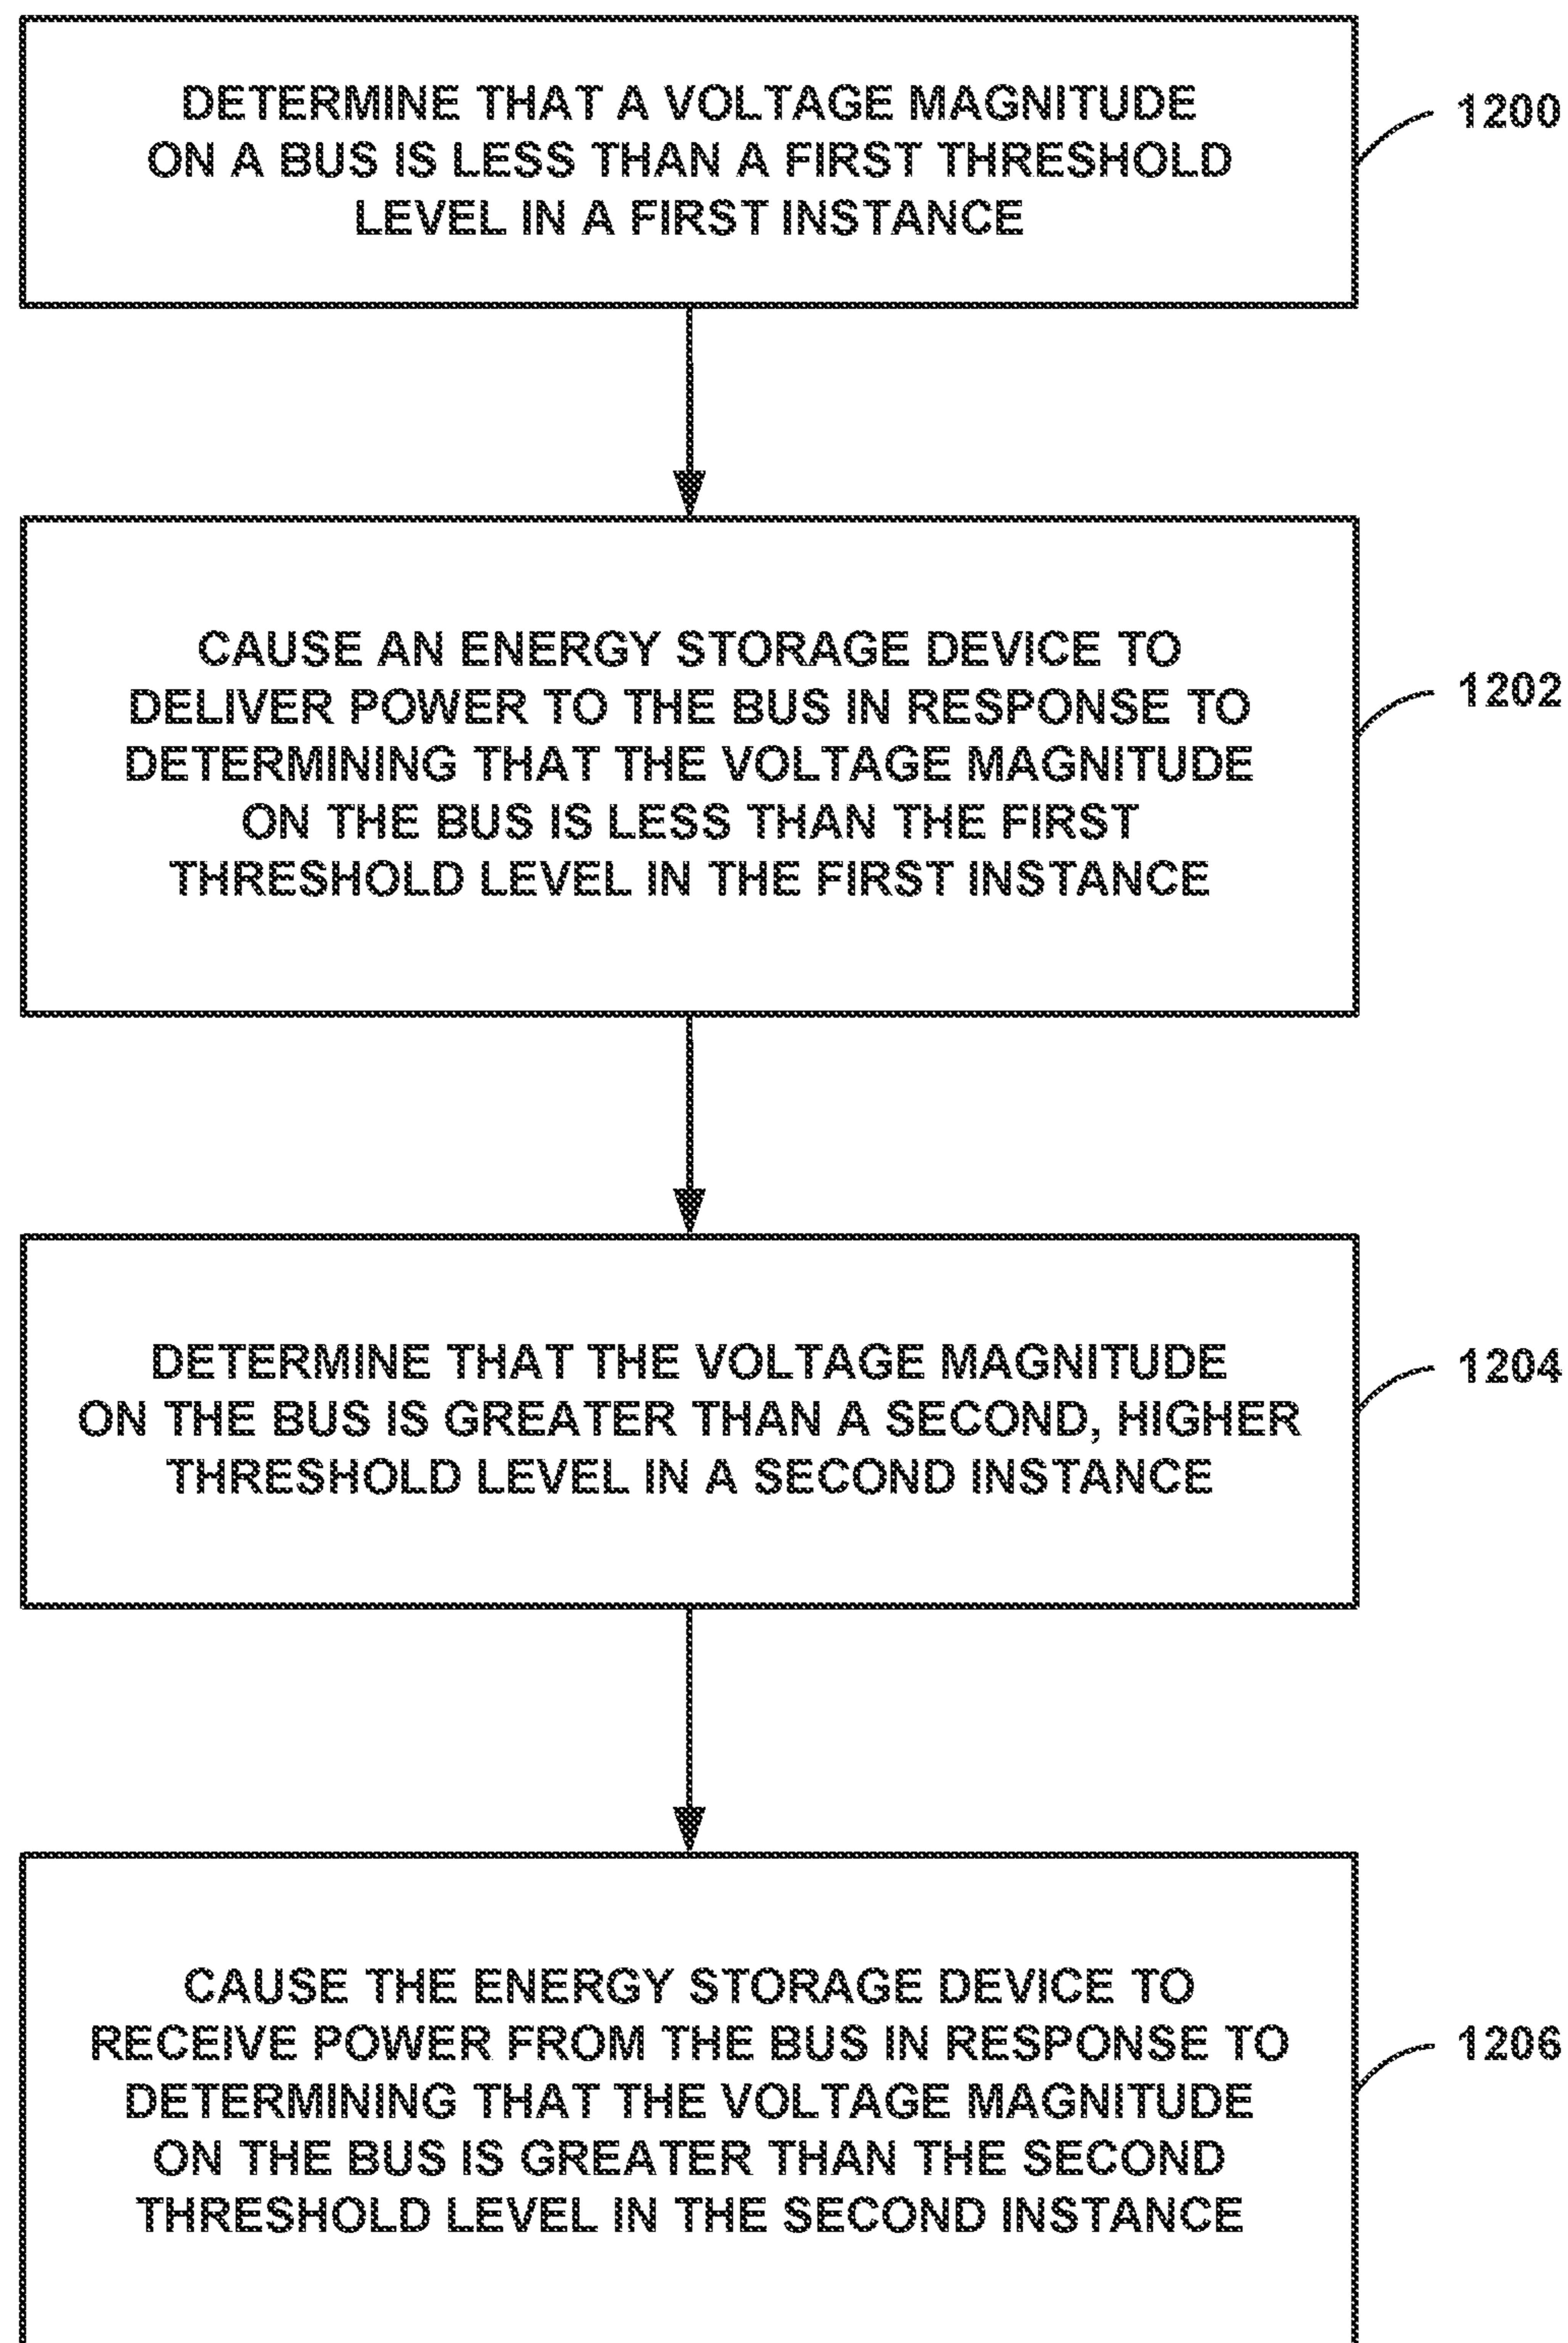 DETERMINE THAT A VOLTAGE MAGNITUDE
ON A BUS IS LESS THAN A FIRST THRESHOLD
LEVEL IN A FIRST INSTANCE
1200
CAUSE AN ENERGY STORAGE DEVICE TO
DELIVER POWER TO THE BUS IN RESPONSE TO
DETERMINING THAT THE VOLTAGE MAGNITUDE
ON THE BUS IS LESS THAN THE FIRST
THRESHOLD LEVEL IN THE FIRST INSTANCE
1202
DETERMINE THAT THE VOLTAGE MAGNITUDE
ON THE BUS IS GREATER THAN A SECOND, HIGHER
THRESHOLD LEVEL IN A SECOND INSTANCE
1204
CAUSE THE ENERGY STORAGE DEVICE TO
RECEIVE POWER FROM THE BUS IN RESPONSE TO
DETERMINING THAT THE VOLTAGE MAGNITUDE
ON THE BUS IS GREATER THAN THE SECOND
THRESHOLD LEVEL IN THE SECOND INSTANCE
1206